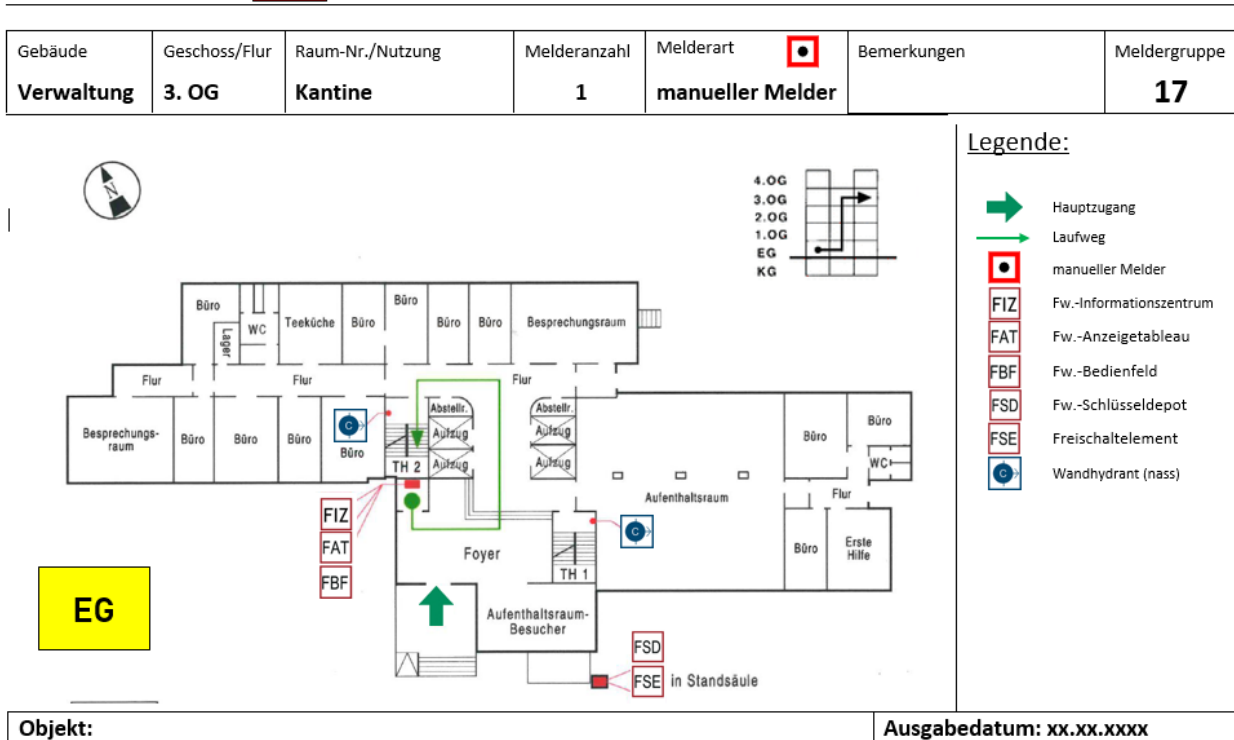 Gebäude Geschoss/Flur Raum-Nr./Nutzung Melderanzahl Melderart Bemerkungen Meldergruppe
Verwaltung 3. OG Kantine 1 manueller Melder 17
Legende:
N
4.OG
3.OG
2.OG
1.OG
EG
KG
Hauptzugang
Laufweg
manueller Melder
FIZ Fw.-Informationszentrum
FAT Fw.-Anzeigetableau
FBF Fw.-Bedienfeld
FSD Fw.-Schlüsseldepot
FSE Freischaltelement
C Wandhydrant (nass)
Büro
WC
Lager
Teeküche
Büro
Büro
Büro
Büro
Besprechungsraum
Flur
Flur
Flur
Besprechungs-
raum
Büro
Büro
Büro
Büro
C
Abstellr.
Aufzug
Aufzug
TH 2
Abstellr.
Aufzug
Aufzug
Büro
Büro
WC
Aufenthaltsraum
Flur
Büro
Erste
Hilfe
FIZ
FAT
FBF
Foyer
C
TH 1
EG
Aufenthaltsraum-
Besucher
FSD
FSE in Standsäule
Objekt: Ausgabedatum: xx.xx.xxxx